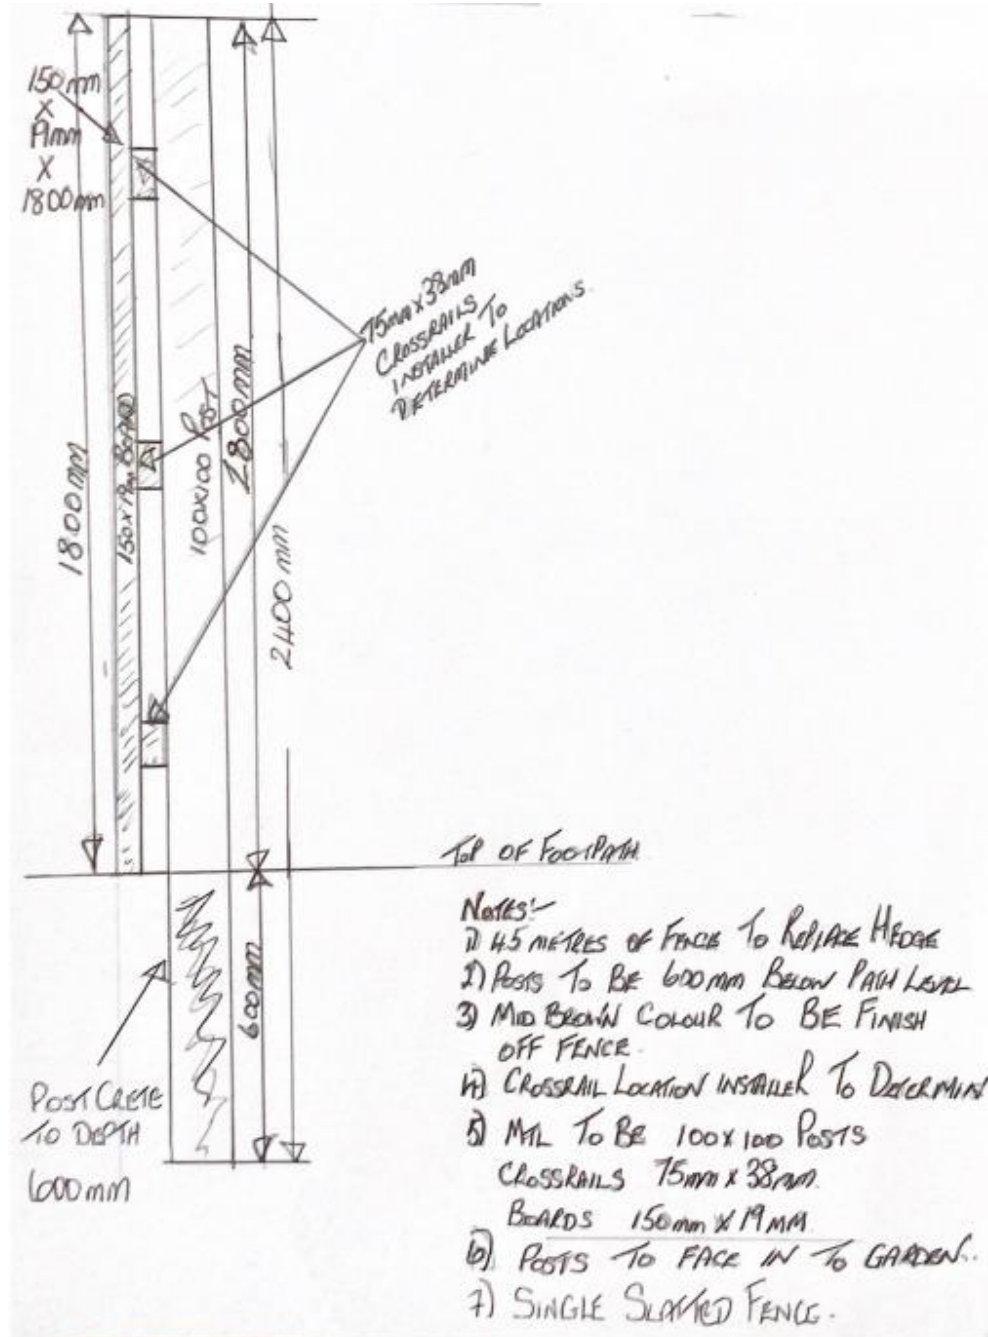 150mm
X
19mm
X
1800mm
1800mm
150 x 19mm BOARD
100x100 POST
1800mm
2400mm
75mm x 38mm
CROSSRAILS
INSTALLER TO
DETERMINE LOCATIONS.
TOP OF FOOTPATH
600mm
POST CRETE
TO DEPTH
600mm
NOTES:-
1) 45 METRES OF FENCE TO REPLACE HEDGE
2) POSTS TO BE 600mm BELOW PATH LEVEL
3) MID BROWN COLOUR TO BE FINISH
OFF FENCE.
4) CROSSRAIL LOCATION INSTALLER TO DETERMIN
5) MTL TO BE 100x100 POSTS
CROSSRAILS 75mm x 38mm.
BOARDS 150mm x 19MM
6) POSTS TO FACE IN TO GARDEN.
7) SINGLE SLATTED FENCE.